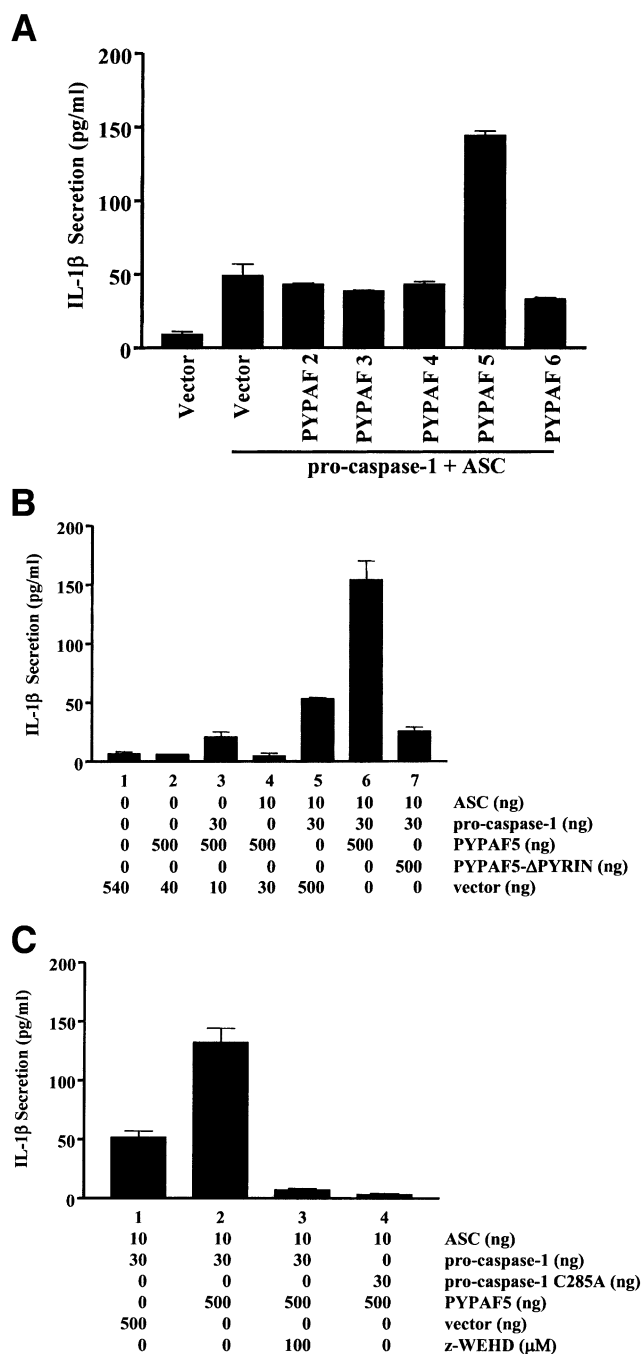 A
200
150
100
50
0
IL-1β Secretion (pg/ml)
Vector
Vector
PYPAF 2
PYPAF 3
PYPAF 4
PYPAF 5
PYPAF 6
pro-caspase-1 + ASC
B
200
150
100
50
0
IL-1β Secretion (pg/ml)
1 2 3 4 5 6 7
0 0 0 10 10 10 10 ASC (ng)
0 0 30 0 30 30 30 pro-caspase-1 (ng)
0 500 500 500 0 500 0 PYPAF5 (ng)
0 0 0 0 0 0 500 PYPAF5-ΔPYRIN (ng)
540 40 10 30 500 0 0 vector (ng)
C
200
150
100
50
0
IL-1β Secretion (pg/ml)
1 2 3 4
10 10 10 10 ASC (ng)
30 30 30 0 pro-caspase-1 (ng)
0 0 0 30 pro-caspase-1 C285A (ng)
0 500 500 500 PYPAF5 (ng)
500 0 0 0 vector (ng)
0 0 100 0 z-WEHD (μM)